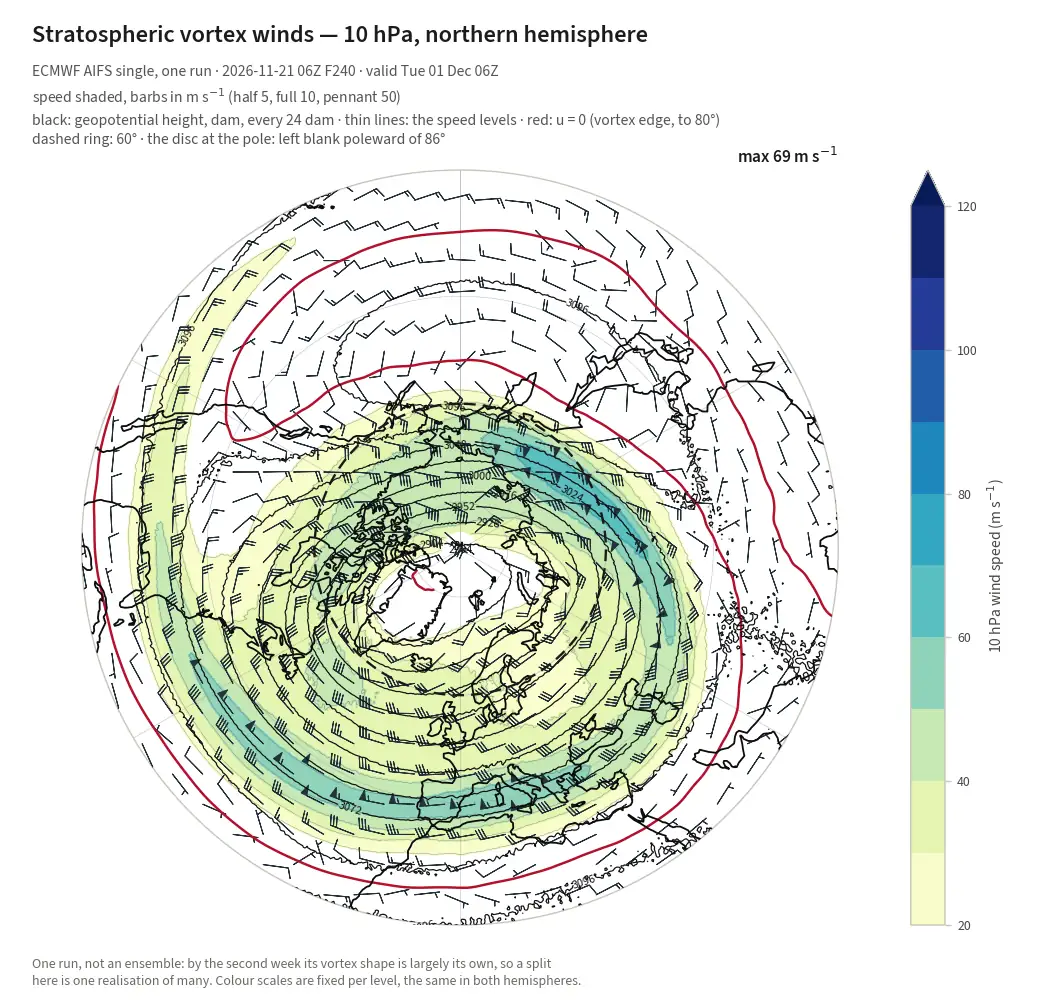 Stratospheric vortex winds — 10 hPa, northern hemisphere
ECMWF AIFS single, one run · 2026-11-21 06Z F240 · valid Tue 01 Dec 06Z
speed shaded, barbs in m s⁻¹ (half 5, full 10, pennant 50)
black: geopotential height, dam, every 24 dam · thin lines: the speed levels · red: u = 0 (vortex edge, to 80°)
dashed ring: 60° · the disc at the pole: left blank poleward of 86°
max 69 m s⁻¹
120
100
80
60
40
20
10 hPa wind speed (m s⁻¹)
3096
3096
3000
3024
2952
2928
3072
3096
One run, not an ensemble: by the second week its vortex shape is largely its own, so a split
here is one realisation of many. Colour scales are fixed per level, the same in both hemispheres.